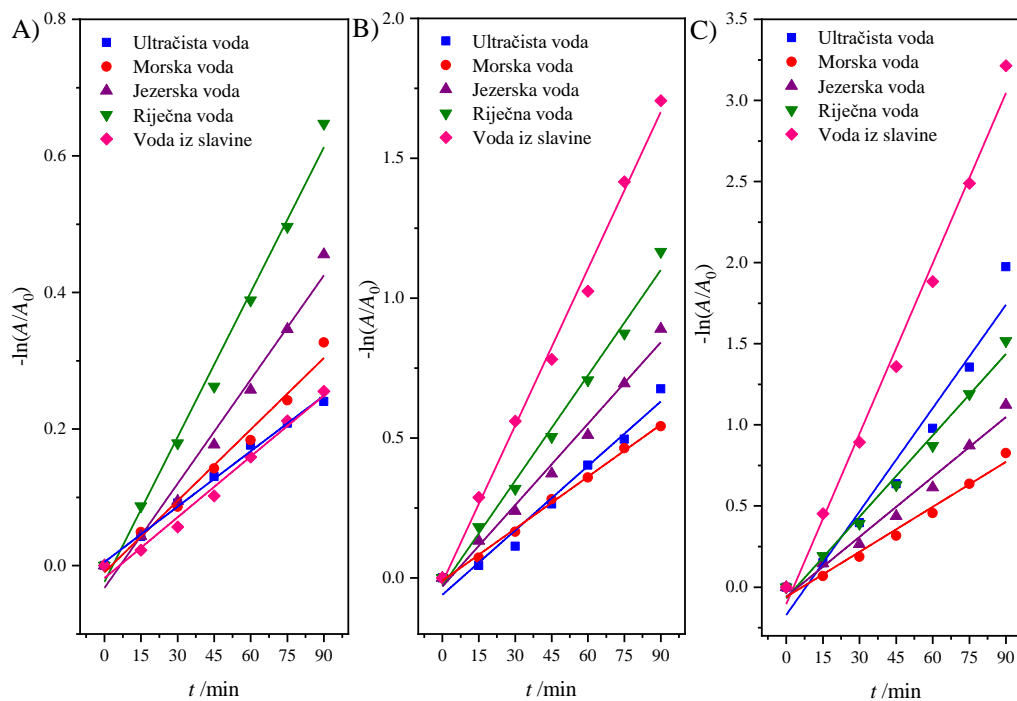 A)
Ultračista voda
Morska voda
Jezerska voda
Riječna voda
Voda iz slavine
0.8
0.6
0.4
0.2
0.0
-ln(A/A0)
0 15 30 45 60 75 90
t /min
B)
Ultračista voda
Morska voda
Jezerska voda
Riječna voda
Voda iz slavine
2.0
1.5
1.0
0.5
0.0
-ln(A/A0)
0 15 30 45 60 75 90
t /min
C)
Ultračista voda
Morska voda
Jezerska voda
Riječna voda
Voda iz slavine
3.5
3.0
2.5
2.0
1.5
1.0
0.5
0.0
-ln(A/A0)
0 15 30 45 60 75 90
t /min